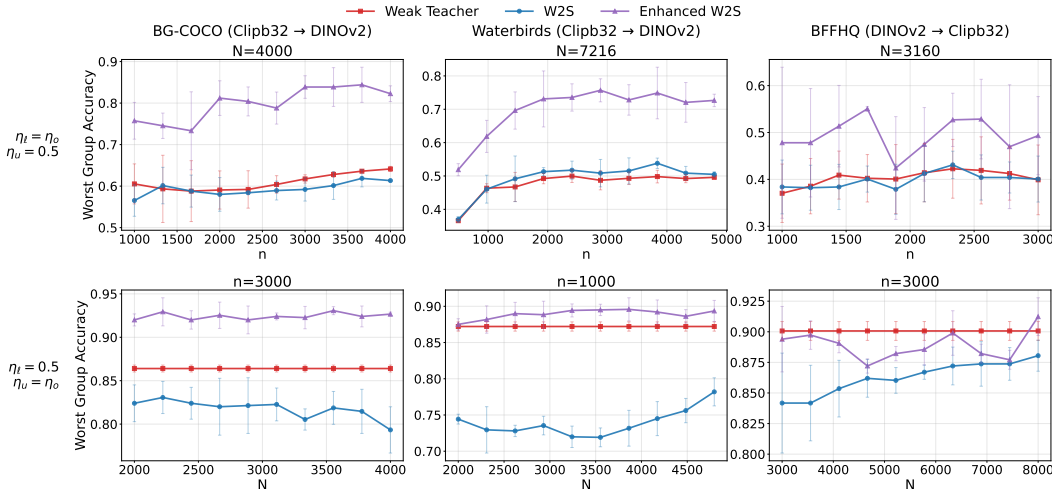 Weak Teacher W2S Enhanced W2S
BG-COCO (Clipb32 → DINOv2) Waterbirds (Clipb32 → DINOv2) BFFHQ (DINOv2 → Clipb32)
N=4000 N=7216 N=3160
ηℓ = ηo
ηu = 0.5
Worst Group Accuracy
0.9
0.8
0.7
0.6
0.5
1000 1500 2000 2500 3000 3500 4000
n
0.8
0.7
0.6
0.5
0.4
1000 2000 3000 4000 5000
n
0.6
0.5
0.4
0.3
1000 1500 2000 2500 3000
n
n=3000 n=1000 n=3000
ηℓ = 0.5
ηu = ηo
Worst Group Accuracy
0.95
0.90
0.85
0.80
2000 2500 3000 3500 4000
N
0.90
0.85
0.80
0.75
0.70
2000 2500 3000 3500 4000 4500
N
0.925
0.900
0.875
0.850
0.825
0.800
3000 4000 5000 6000 7000 8000
N